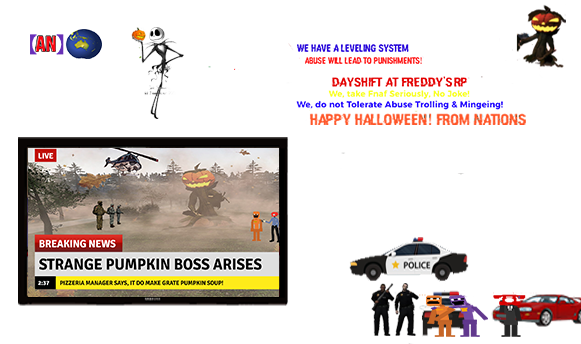 【AN】
WE HAVE A LEVELING SYSTEM
ABUSE WILL LEAD TO PUNISHMENTS!
DAYSHIFT AT FREDDY'S RP
We, take Fnaf Seriously, No Joke!
We, do not Tolerate Abuse Trolling & Mingeing!
HAPPY HALLOWEEN! FROM NATIONS
LIVE
BREAKING NEWS
STRANGE PUMPKIN BOSS ARISES
2:37 PIZZERIA MANAGER SAYS, IT DO MAKE GRATE PUMPKIN SOUP!
POLICE